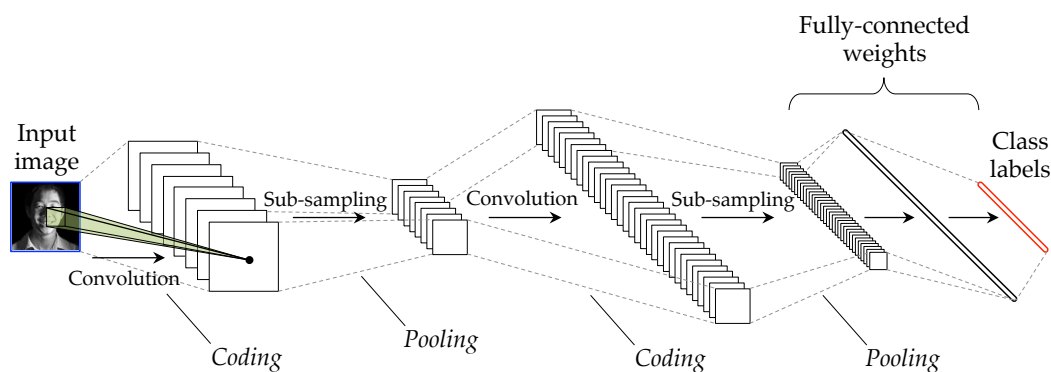 Fully-connected
weights
Input
image
Class
labels
Sub-sampling
Convolution
Sub-sampling
Convolution
Coding
Pooling
Coding
Pooling